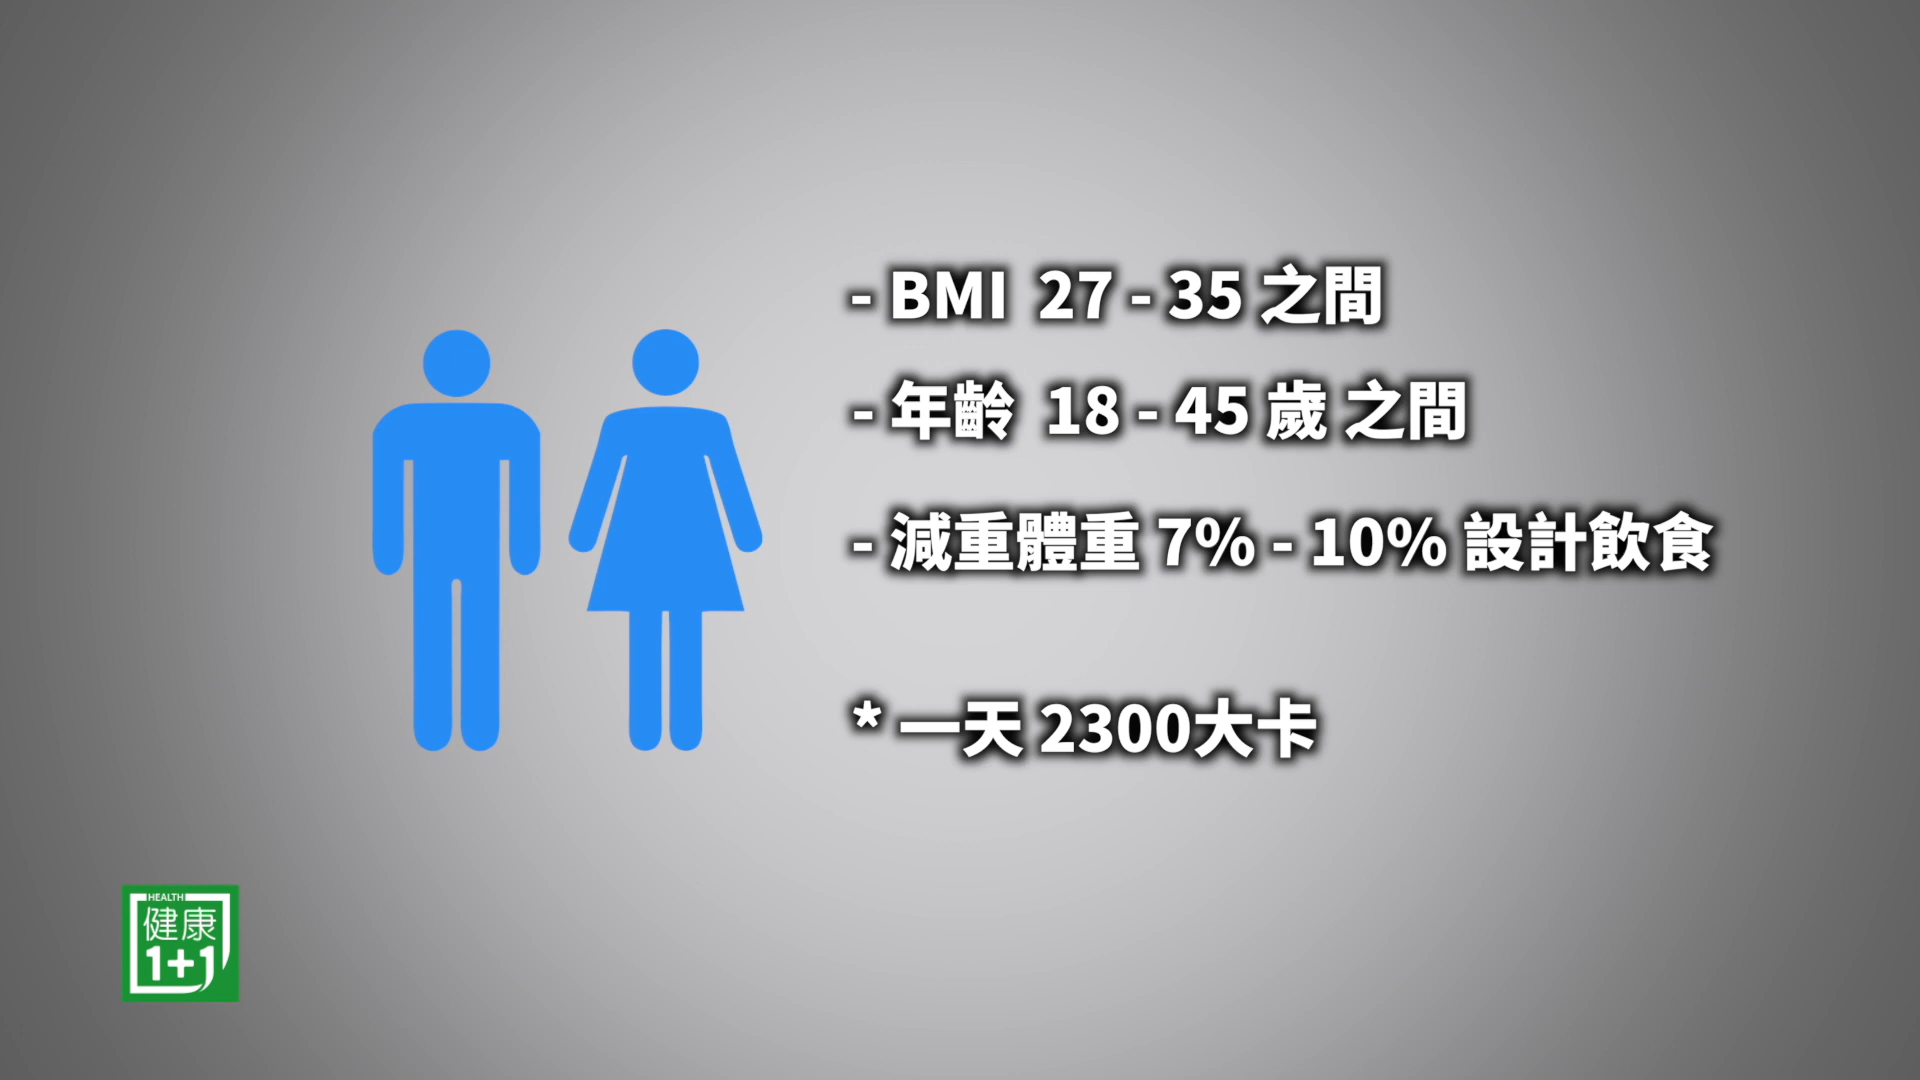 - BMI 27 - 35 之間
- 年齡 18 - 45 歲 之間
- 減重體重 7% - 10% 設計飲食
* 一天 2300大卡
HEALTH
健康
1+1